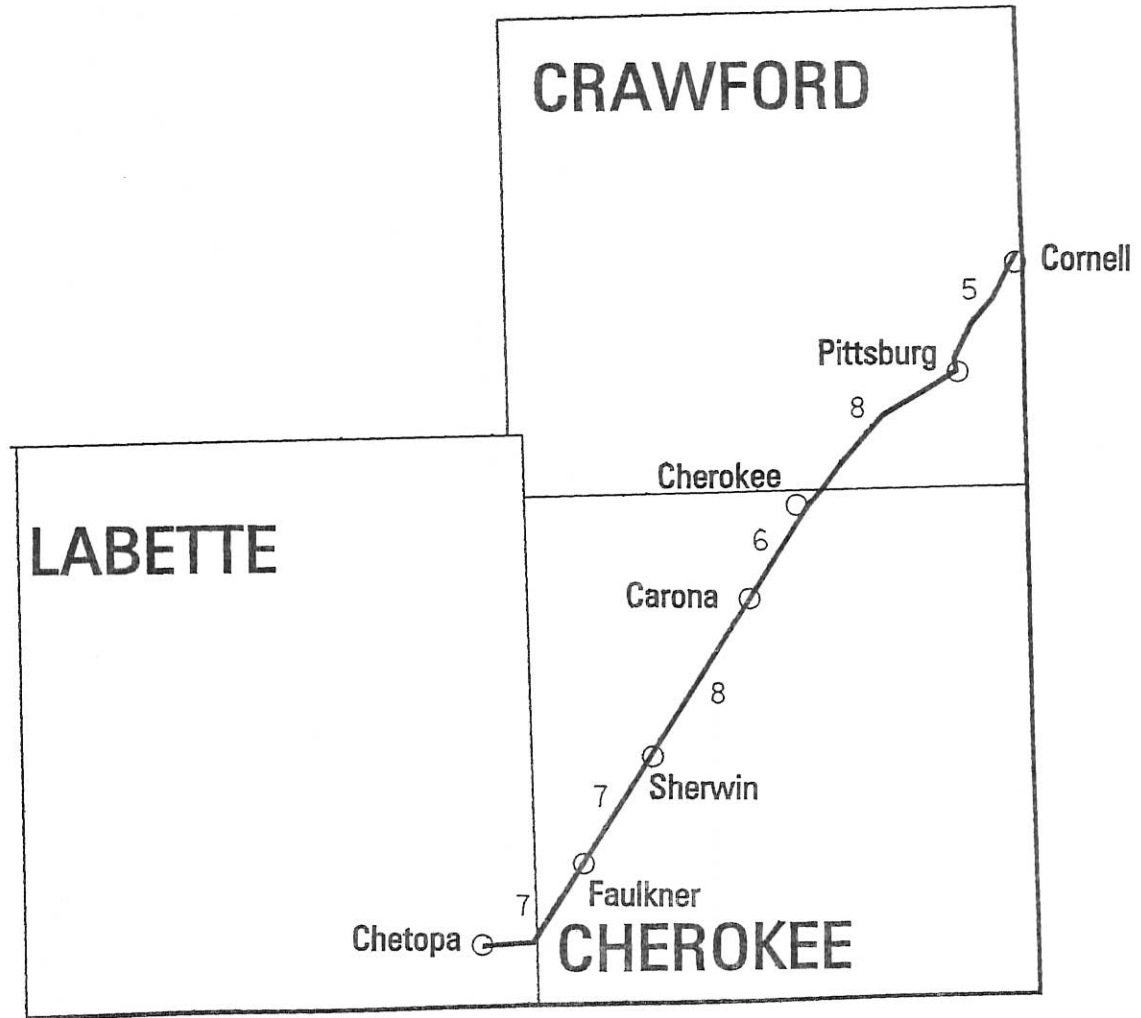 CRAWFORD
Cornell
5
Pittsburg
8
Cherokee
LABETTE
6
Carona
8
Sherwin
7
Faulkner
7
Chetopa
CHEROKEE